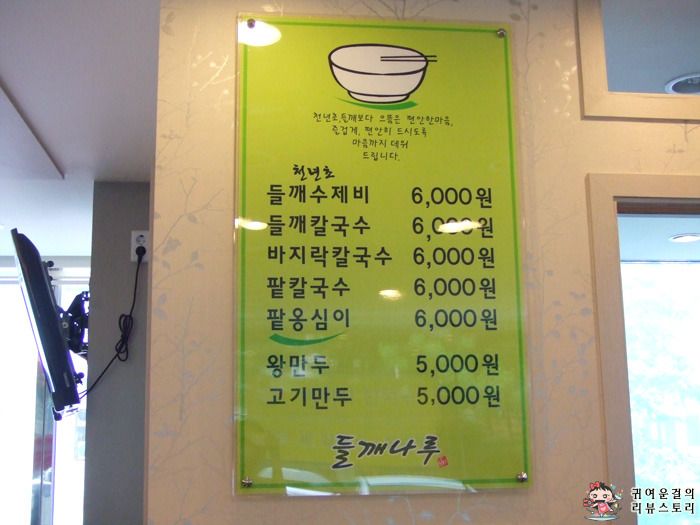 천년초,들깨보다 으뜸은 편안한마음,
즐겁게, 편안히 드시도록
마음까지 데워
드립니다.
천년초
들깨수제비 6,000원
들깨칼국수 6,000원
바지락칼국수 6,000원
팥칼국수 6,000원
팥옹심이 6,000원
왕만두 5,000원
고기만두 5,000원
들깨나루
귀여운걸의
리뷰스토리